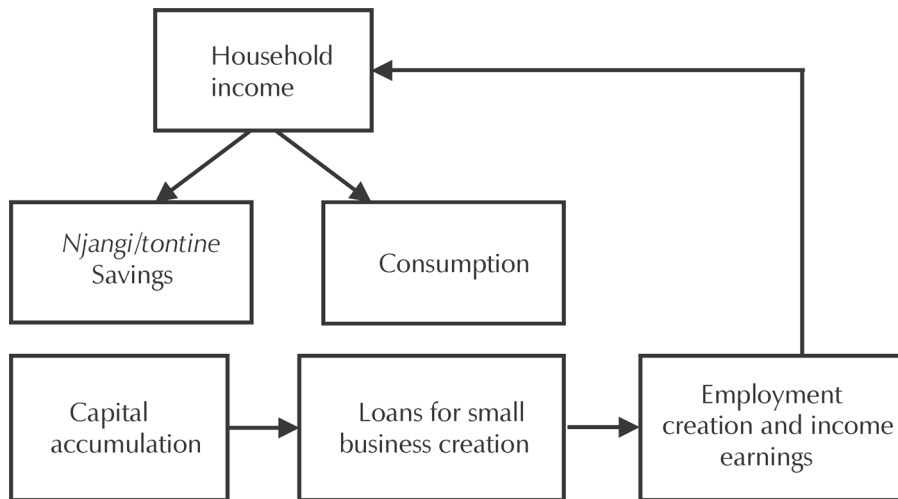 Household
income
Njangi/tontine
Savings
Consumption
Capital
accumulation
Loans for small
business creation
Employment
creation and income
earnings